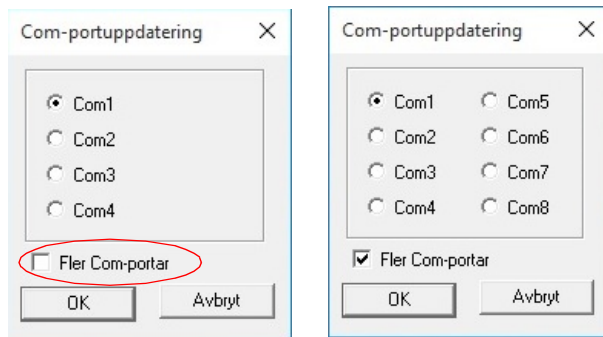 Com-portuppdatering
Com1
Com2
Com3
Com4
Fler Com-portar
OK Avbryt
Com-portuppdatering
Com1 Com5
Com2 Com6
Com3 Com7
Com4 Com8
Fler Com-portar
OK Avbryt